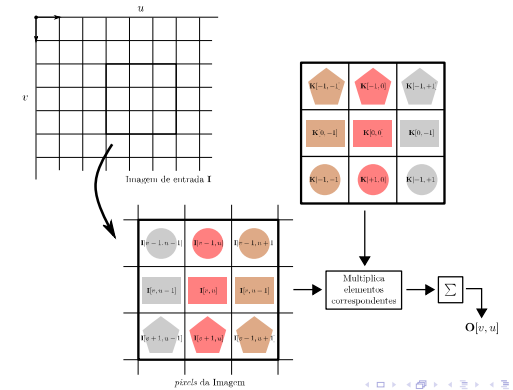 u
v
Imagem de entrada I
K[−1,−1] K[−1,0] K[−1,+1]
K[0,−1] K[0,0] K[0,−1]
K[−1,−1] K[+1,0] K[−1,+1]
I[v−1,u−1] I[v−1,u] I[v−1,u+1]
I[v,u−1] I[v,u] I[v,u−1]
I[v+1,u−1] I[v+1,u] I[v−1,u+1]
pixels da Imagem
Multiplica
elementos
correspondentes
∑
O[v,u]